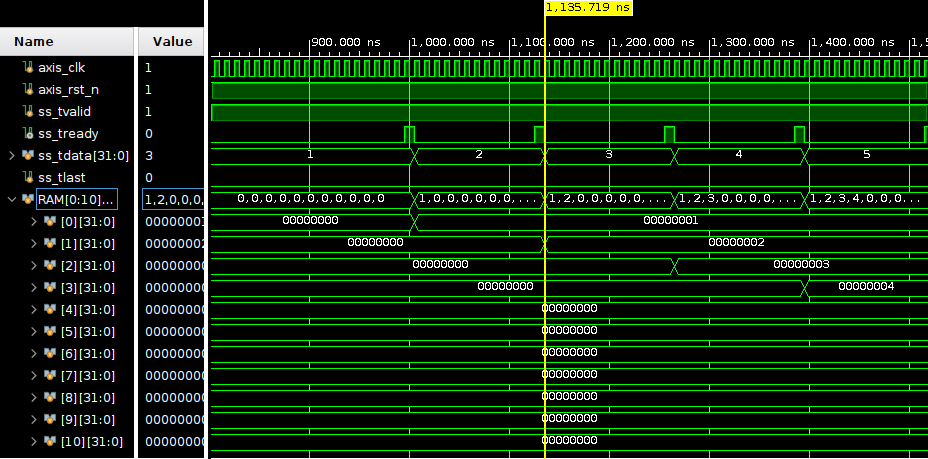 1,135.719 ns
Name Value
900.000 ns 1,000.000 ns 1,100.000 ns 1,200.000 ns 1,300.000 ns 1,400.000 ns
axis_clk 1
axis_rst_n 1
ss_tvalid 1
ss_tready 0
ss_tdata[31:0] 3 1 2 3 4 5
ss_tlast 0
RAM[0:10]... 1,2,0,0,0, 0,0,0,0,0,0,0,0,0,0,0 1,0,0,0,0,0,... 1,2,0,0,0,0,... 1,2,3,0,0,0,... 1,2,3,4,0,0,0...
[0][31:0] 00000001 00000000 00000001
[1][31:0] 00000002 00000000 00000002
[2][31:0] 00000000 00000000 00000003
[3][31:0] 00000000 00000000 00000004
[4][31:0] 00000000 00000000
[5][31:0] 00000000 00000000
[6][31:0] 00000000 00000000
[7][31:0] 00000000 00000000
[8][31:0] 00000000 00000000
[9][31:0] 00000000 00000000
[10][31:0] 00000000 00000000